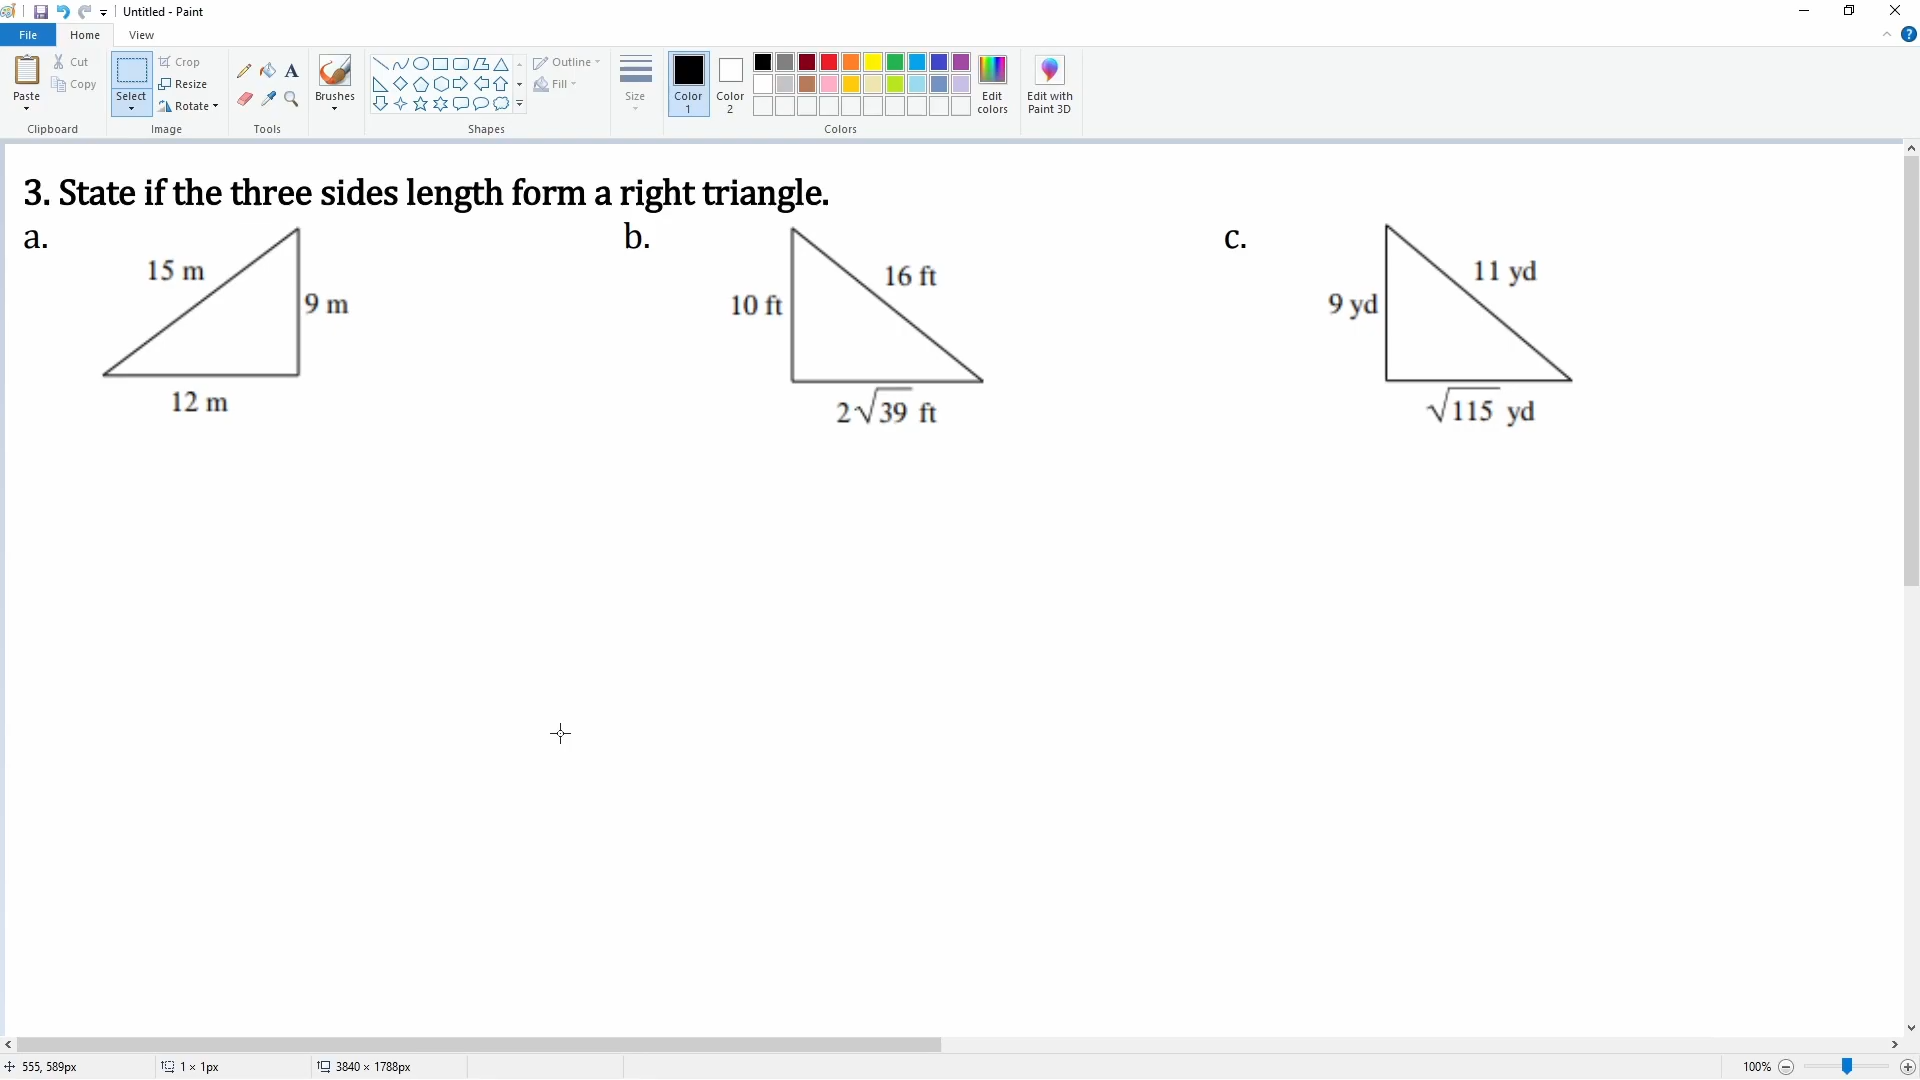 Untitled - Paint
File Home View
Paste
Cut
Copy
Clipboard
Select
Crop
Resize
Rotate
Image
A
Tools
Brushes
Outline
Fill
Shapes
Size
Color 1
Color 2
Edit colors
Edit with Paint 3D
Colors
3. State if the three sides length form a right triangle.
a.
15 m
9 m
12 m
b.
16 ft
10 ft
2√39 ft
c.
11 yd
9 yd
√115 yd
555, 589px
1 × 1px
3840 × 1788px
100%